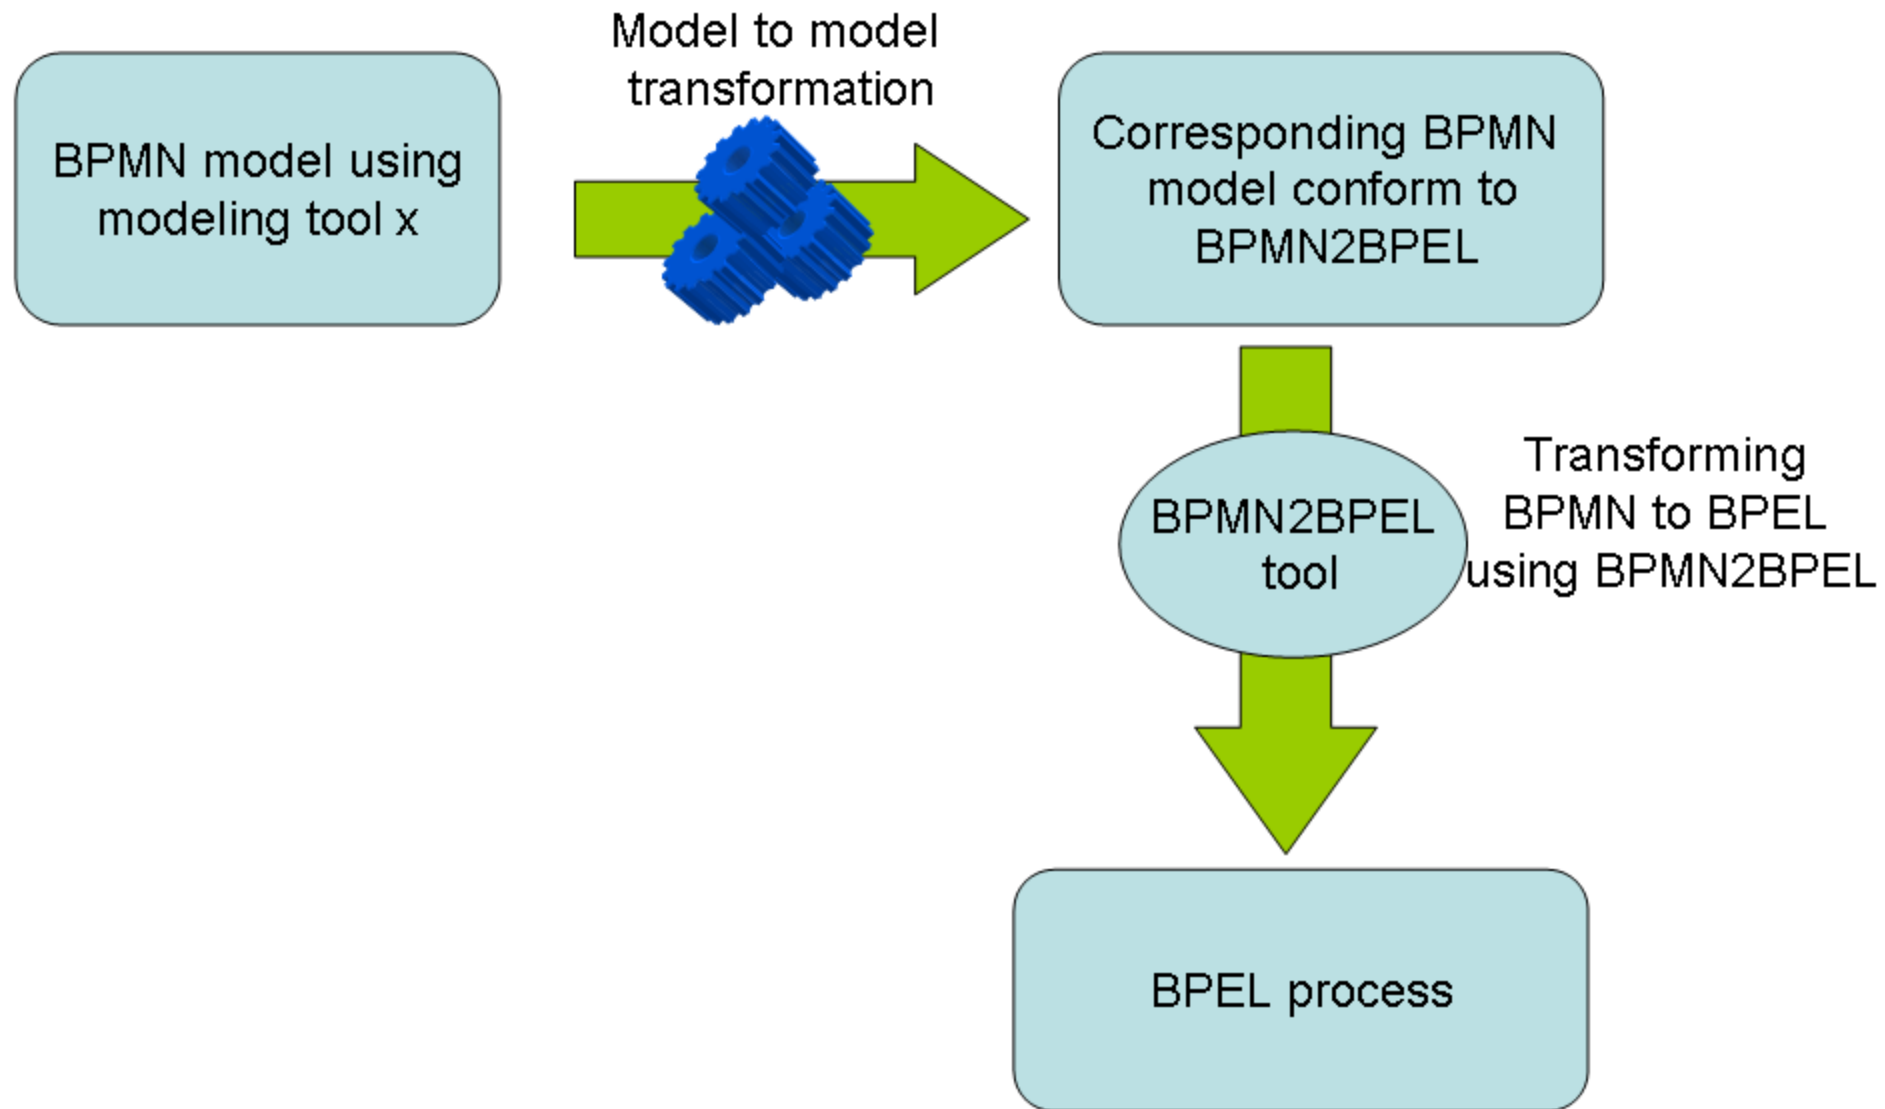 Model to model
transformation
BPMN model using
modeling tool x
Corresponding BPMN
model conform to
BPMN2BPEL
BPMN2BPEL
tool
Transforming
BPMN to BPEL
using BPMN2BPEL
BPEL process